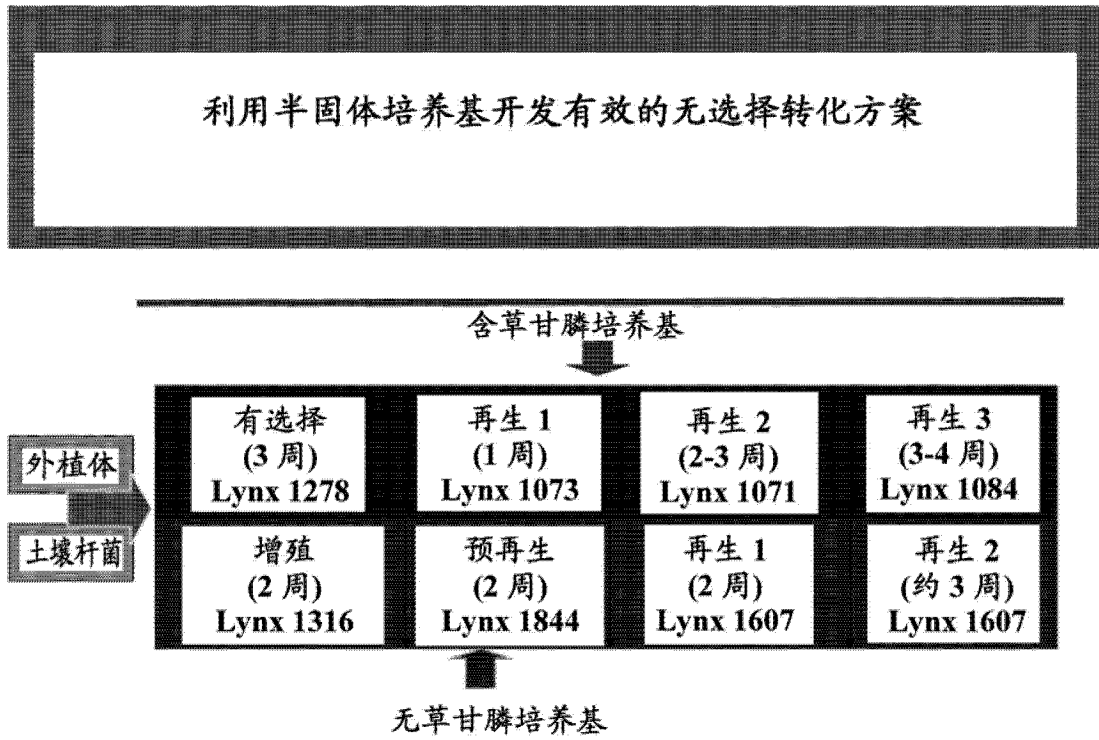 利用半固体培养基开发有效的无选择转化方案
含草甘膦培养基
外植体
土壤杆菌
有选择
(3 周)
Lynx 1278
再生 1
(1 周)
Lynx 1073
再生 2
(2-3 周)
Lynx 1071
再生 3
(3-4 周)
Lynx 1084
增殖
(2 周)
Lynx 1316
预再生
(2 周)
Lynx 1844
再生 1
(2 周)
Lynx 1607
再生 2
(约 3 周)
Lynx 1607
无草甘膦培养基